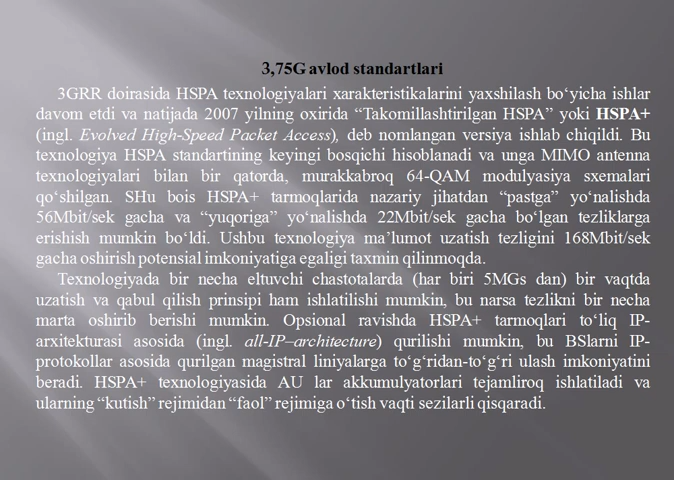 3,75G avlod standartlari
3GRR doirasida HSPA texnologiyalari xarakteristikalarini yaxshilash bo‘yicha ishlar
davom etdi va natijada 2007 yilning oxirida “Takomillashtirilgan HSPA” yoki HSPA+
(ingl. Evolved High-Speed Packet Access), deb nomlangan versiya ishlab chiqildi. Bu
texnologiya HSPA standartining keyingi bosqichi hisoblanadi va unga MIMO antenna
texnologiyalari bilan bir qatorda, murakkabroq 64-QAM modulyasiya sxemalari
qo‘shilgan. SHu bois HSPA+ tarmoqlarida nazariy jihatdan “pastga” yo‘nalishda
56Mbit/sek gacha va “yuqoriga” yo‘nalishda 22Mbit/sek gacha bo‘lgan tezliklarga
erishish mumkin bo‘ldi. Ushbu texnologiya ma’lumot uzatish tezligini 168Mbit/sek
gacha oshirish potensial imkoniyatiga egaligi taxmin qilinmoqda.
Texnologiyada bir necha eltuvchi chastotalarda (har biri 5MGs dan) bir vaqtda
uzatish va qabul qilish prinsipi ham ishlatilishi mumkin, bu narsa tezlikni bir necha
marta oshirib berishi mumkin. Opsional ravishda HSPA+ tarmoqlari to‘liq IP-
arxitekturasi asosida (ingl. all-IP–architecture) qurilishi mumkin, bu BSlarni IP-
protokollar asosida qurilgan magistral liniyalarga to‘g‘ridan-to‘g‘ri ulash imkoniyatini
beradi. HSPA+ texnologiyasida AU lar akkumulyatorlari tejamliroq ishlatiladi va
ularning “kutish” rejimidan “faol” rejimiga o‘tish vaqti sezilarli qisqaradi.